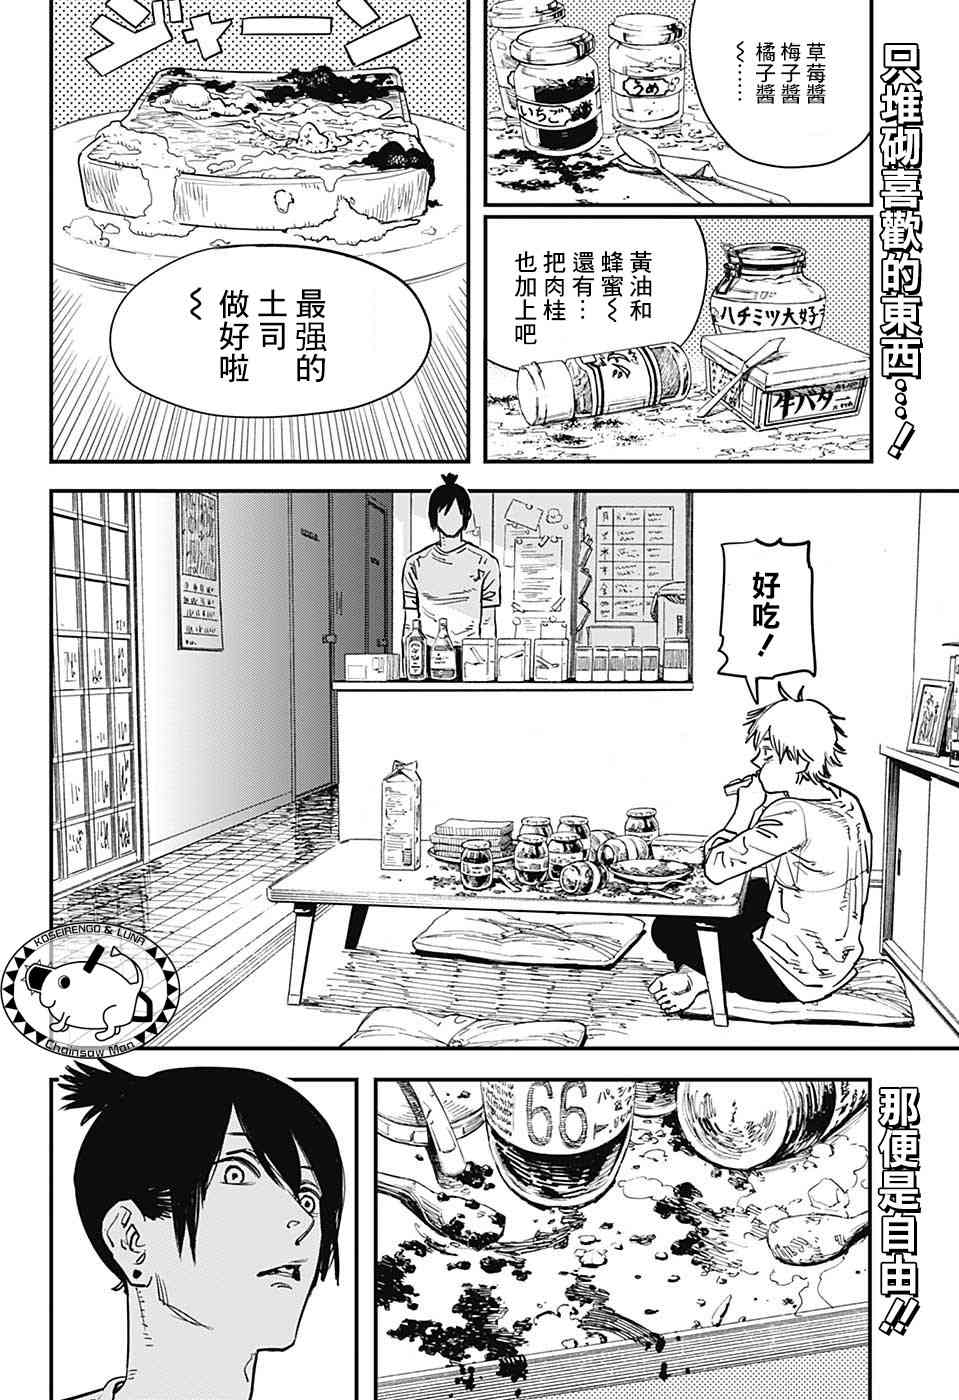 只堆砌喜歡的東西…!
草莓醬
梅子醬
橘子醬
～……
うめ
いちご
黃油和
蜂蜜～
還有…
把肉桂
也加上吧
ハチミツ大好
牛バター
ジャーン
最强的
土司
做好啦
～
好吃!
月
水
金
KOSEIRENGO & LUNA
Chainsaw Man
那便是自由!!
66